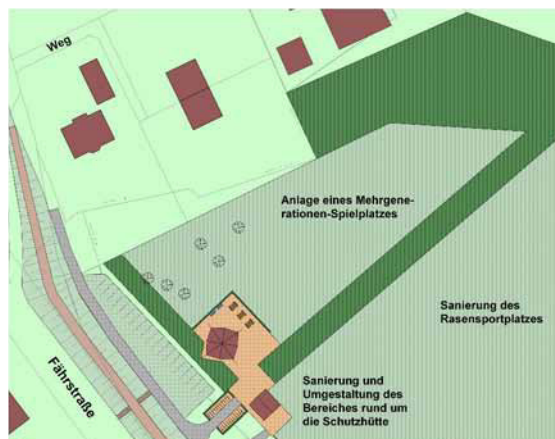 Weg
Anlage eines Mehrgene-
rationen-Spielplatzes
Sanierung des
Rasensportplatzes
Fährstraße
Sanierung und
Umgestaltung des
Bereiches rund um
die Schutzhütte